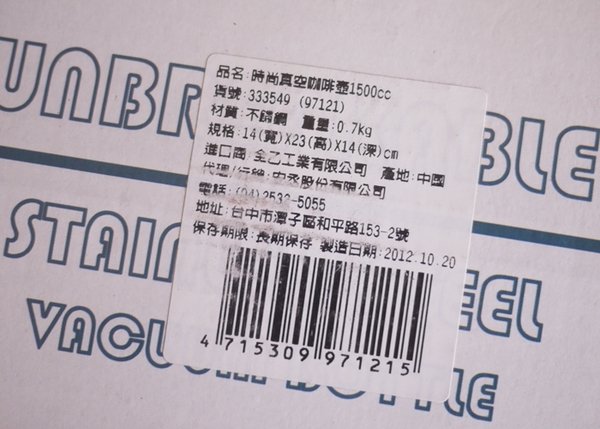 UNBR BLE
STAIN EEL
VACUUM BOTTLE
品名:時尚真空咖啡壺1500cc
貨號:333549 (97121)
材質:不鏽鋼 重量:0.7kg
規格:14(寬)X23(高)X14(深)cm
進口商:全乙工業有限公司 產地:中國
代理/行銷:宏丞股份有限公司
電話:(04)2532-5055
地址:台中市潭子區和平路153-2號
保存期限:長期保存 製造日期:2012.10.20
4 715309 971215